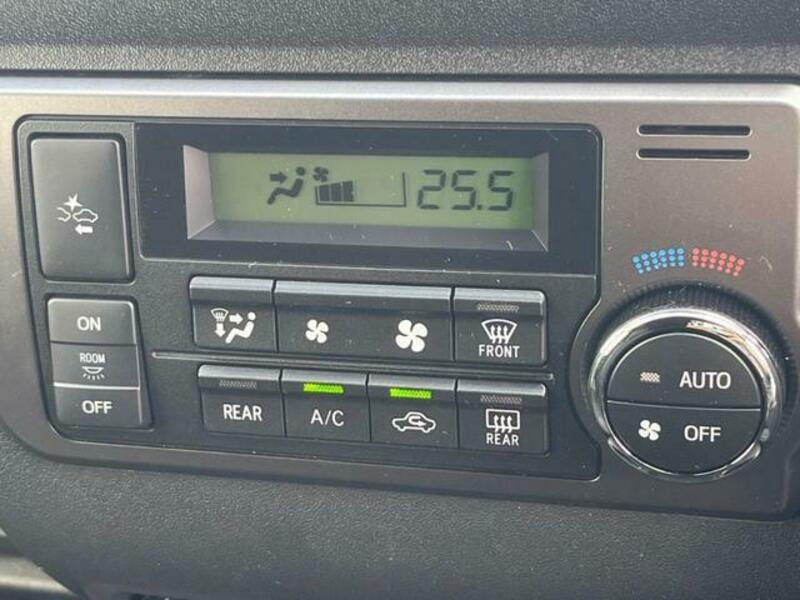 25.5
ON
ROOM
OFF
FRONT
REAR
A/C
REAR
AUTO
OFF